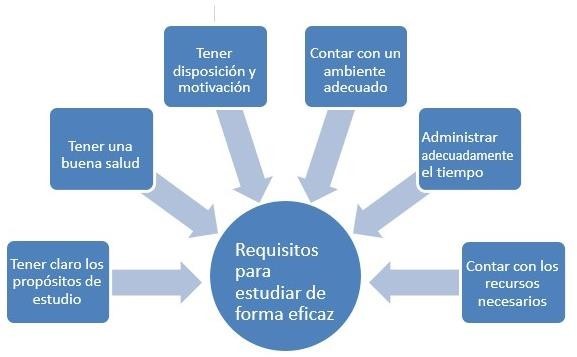 Tener
disposición y
motivación
Contar con un
ambiente
adecuado
Tener una
buena salud
Administrar
adecuadamente
el tiempo
Tener claro los
propósitos de
estudio
Requisitos
para
estudiar de
forma eficaz
Contar con los
recursos
necesarios